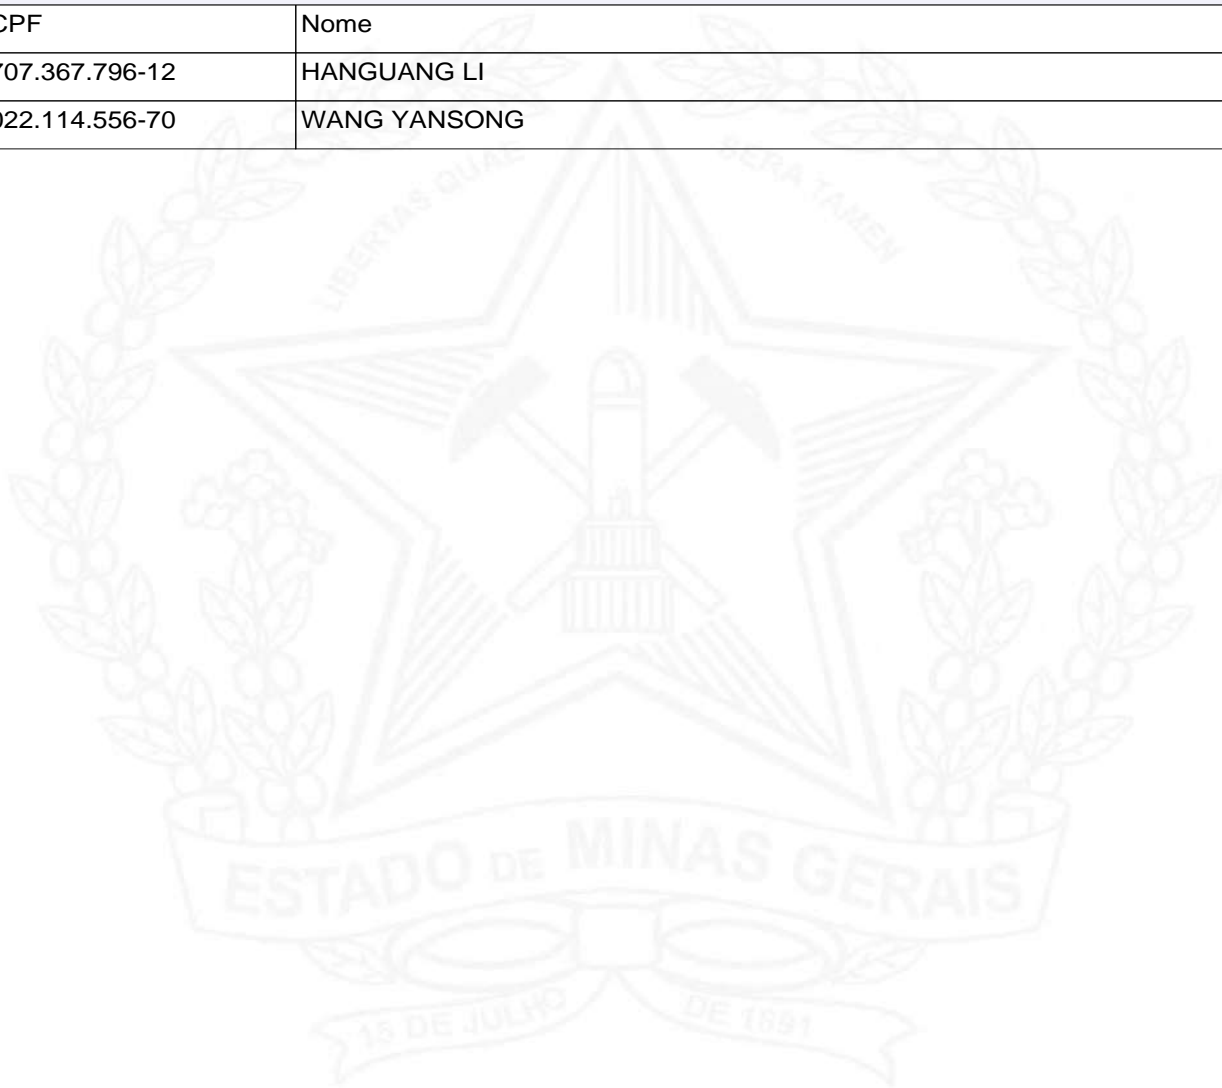 CPF Nome
707.367.796-12 HANGUANG LI
022.114.556-70 WANG YANSONG
LIBERTAS QUAE SERA TAMEN
ESTADO DE MINAS GERAIS
15 DE JULHO DE 1891